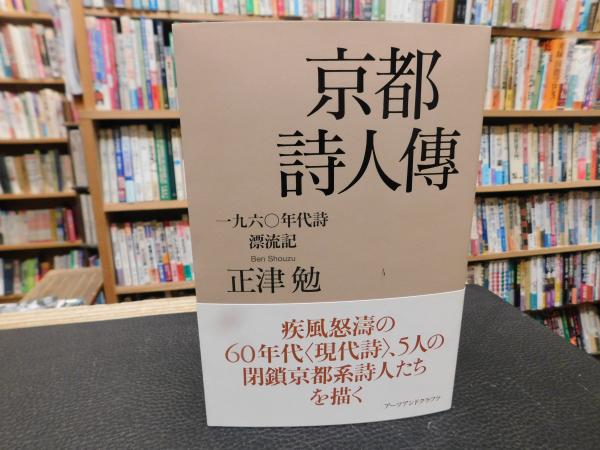 京都
詩人傳
一九六〇年代詩
漂流記
Ben Shouzu
正津 勉
疾風怒濤の
60年代〈現代詩〉、5人の
閉鎖京都系詩人たち
を描く
アーツアンドクラフツ